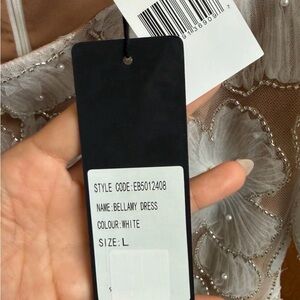 STYLE CODE:EB5012408
NAME:BELLAMY DRESS
COLOUR:WHITE
SIZE:L